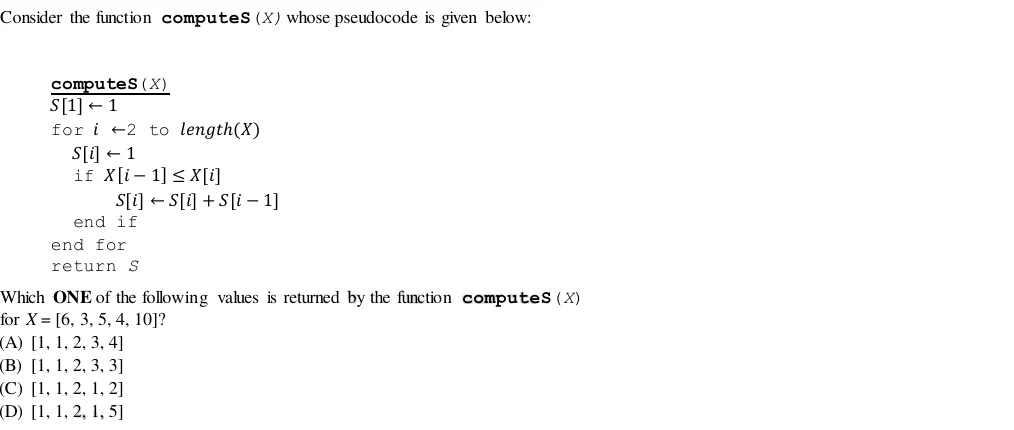 Consider the function computeS(X) whose pseudocode is given below:
computeS(X)
S[1] ← 1
for i ←2 to length(X)
S[i] ← 1
if X[i − 1] ≤ X[i]
S[i] ← S[i] + S[i − 1]
end if
end for
return S
Which ONE of the following values is returned by the function computeS(X)
for X = [6, 3, 5, 4, 10]?
(A) [1, 1, 2, 3, 4]
(B) [1, 1, 2, 3, 3]
(C) [1, 1, 2, 1, 2]
(D) [1, 1, 2, 1, 5]